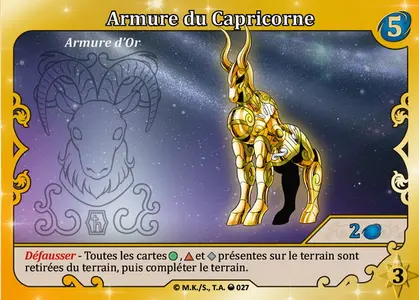 Armure du Capricorne
5
Armure d'Or
2
Défausser - Toutes les cartes , et présentes sur le terrain sont
retirées du terrain, puis compléter le terrain.
3
© M.K./S., T.A. 027